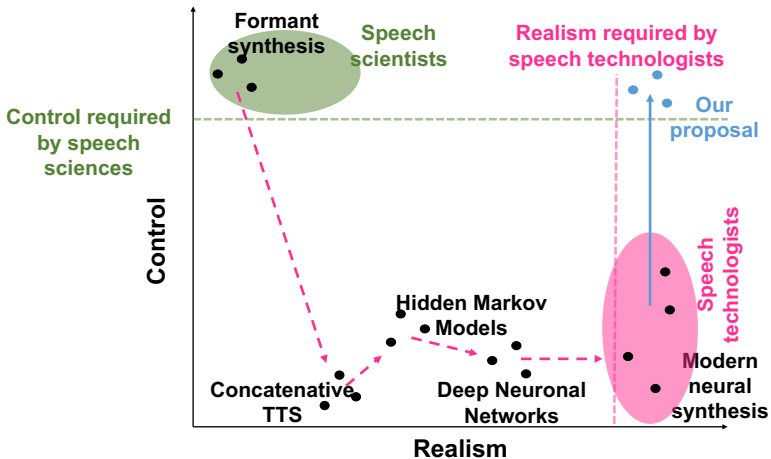 Formant
synthesis
Speech
scientists
Realism required by
speech technologists
Control required
by speech
sciences
Our
proposal
Control
Speech
technologists
Hidden Markov
Models
Concatenative
TTS
Deep Neuronal
Networks
Modern
neural
synthesis
Realism